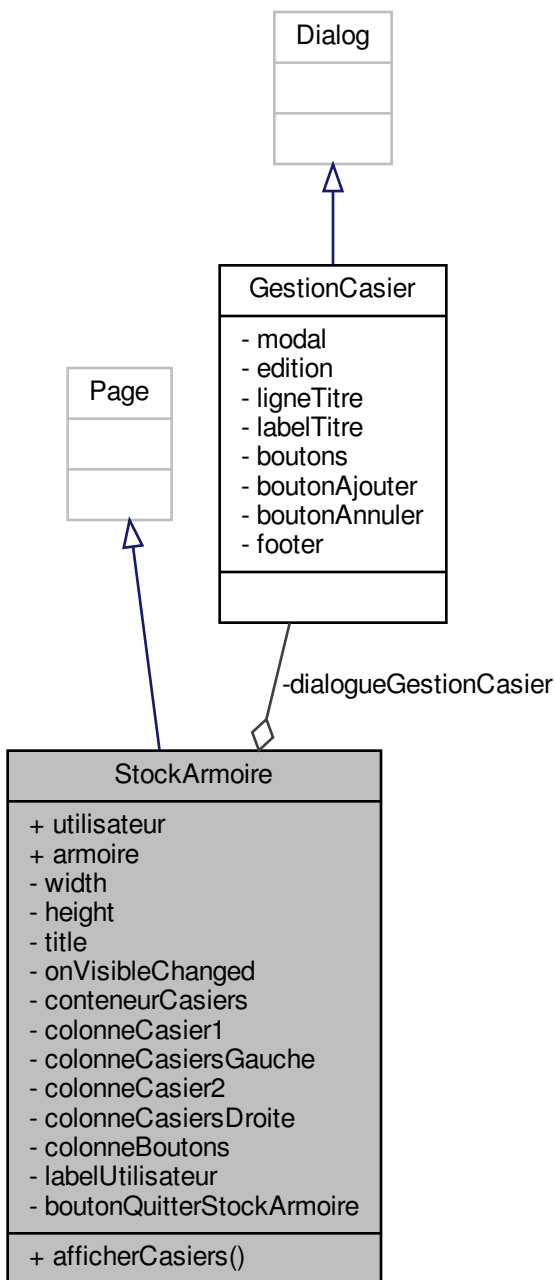 Dialog
GestionCasier
- modal
- edition
- ligneTitre
- labelTitre
- boutons
- boutonAjouter
- boutonAnnuler
- footer
Page
-dialogueGestionCasier
StockArmoire
+ utilisateur
+ armoire
- width
- height
- title
- onVisibleChanged
- conteneurCasiers
- colonneCasier1
- colonneCasiersGauche
- colonneCasier2
- colonneCasiersDroite
- colonneBoutons
- labelUtilisateur
- boutonQuitterStockArmoire
+ afficherCasiers()